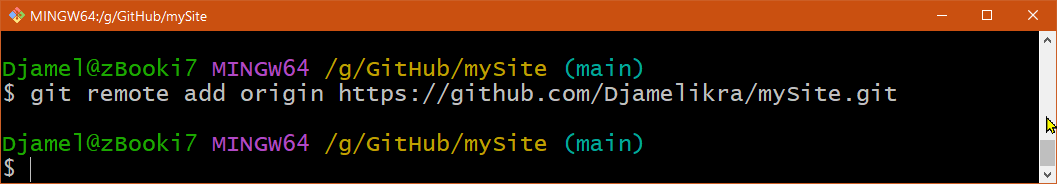 MINGW64:/g/GitHub/mySite
Djamel@zBooki7 MINGW64 /g/GitHub/mySite (main)
$ git remote add origin https://github.com/Djamelikra/mySite.git
Djamel@zBooki7 MINGW64 /g/GitHub/mySite (main)
$